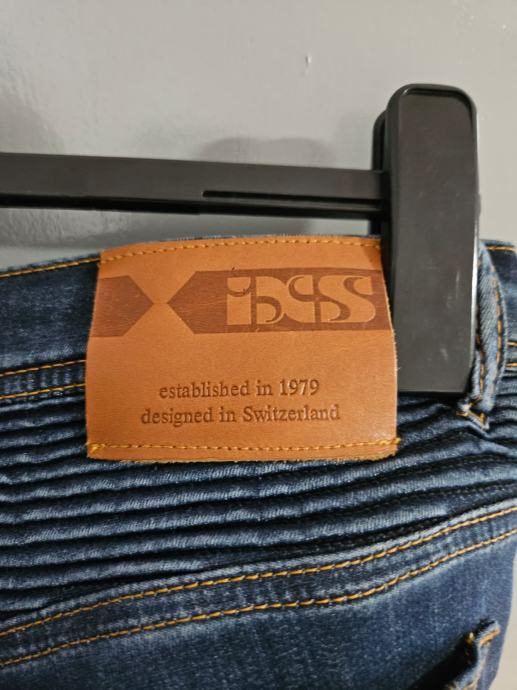 iXS
established in 1979
designed in Switzerland